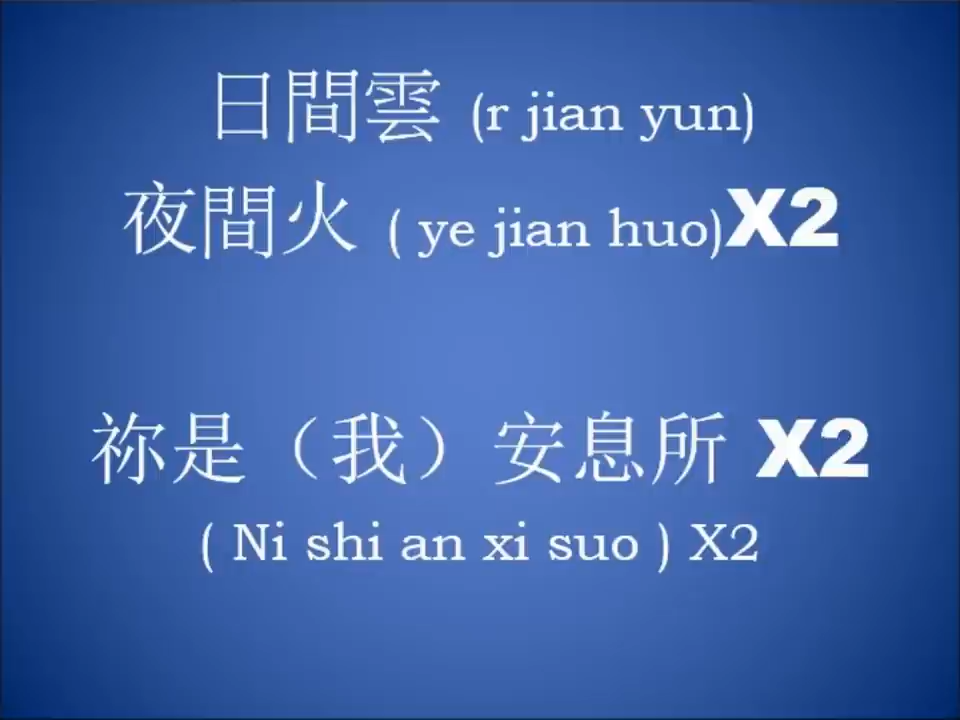 日間雲 (r jian yun)
夜間火 ( ye jian huo)X2
祢是（我）安息所 X2
( Ni shi an xi suo ) X2